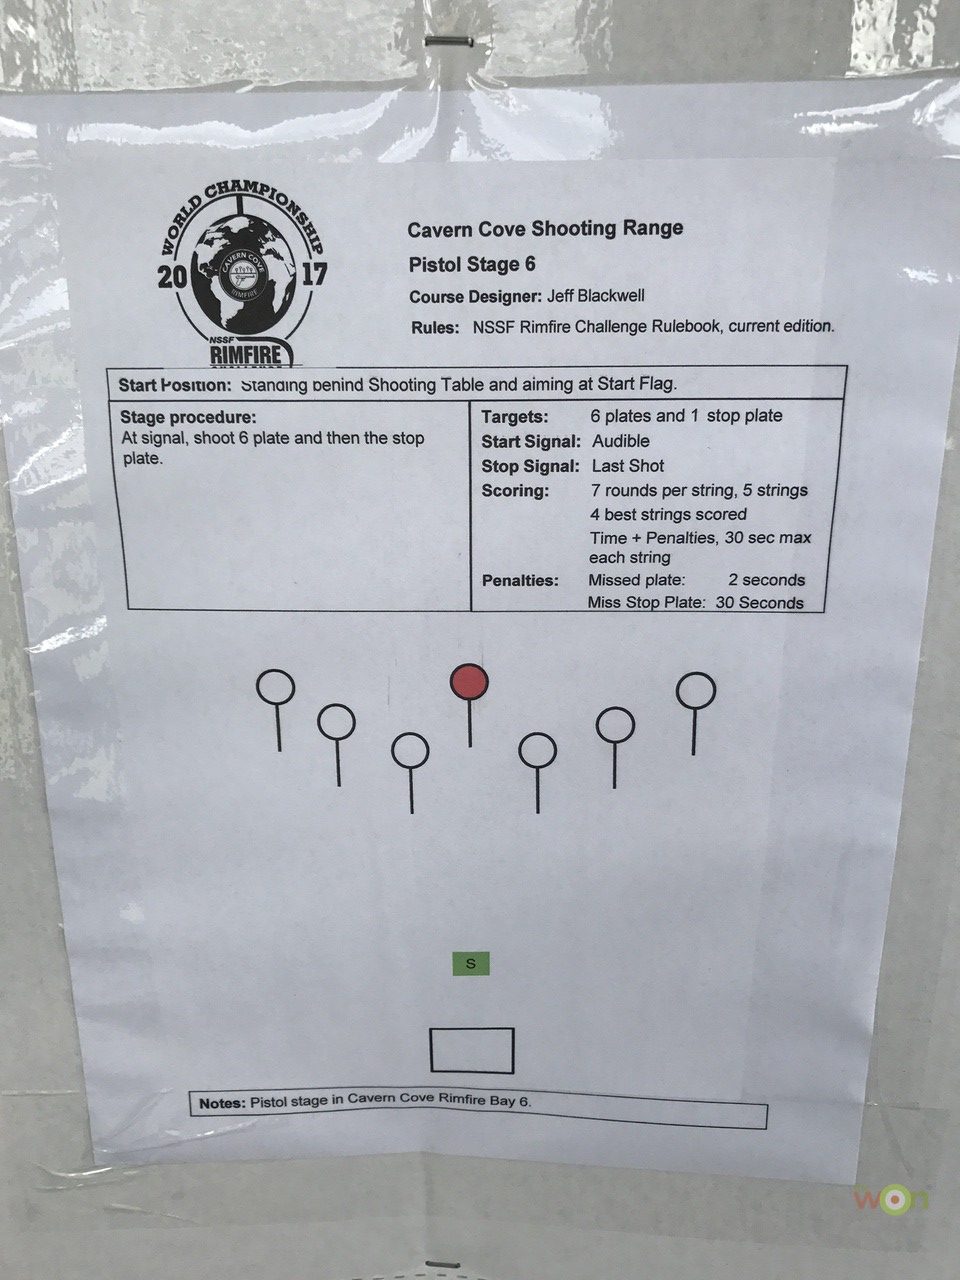 WORLD CHAMPIONSHIP
2017
CAVERN COVE
RIMFIRE
NSSF
RIMFIRE
Cavern Cove Shooting Range
Pistol Stage 6
Course Designer: Jeff Blackwell
Rules: NSSF Rimfire Challenge Rulebook, current edition.
Start Position: Standing behind Shooting Table and aiming at Start Flag.
Stage procedure:
At signal, shoot 6 plate and then the stop
plate.
Targets: 6 plates and 1 stop plate
Start Signal: Audible
Stop Signal: Last Shot
Scoring: 7 rounds per string, 5 strings
4 best strings scored
Time + Penalties, 30 sec max
each string
Penalties: Missed plate: 2 seconds
Miss Stop Plate: 30 Seconds
S
Notes: Pistol stage in Cavern Cove Rimfire Bay 6.
won